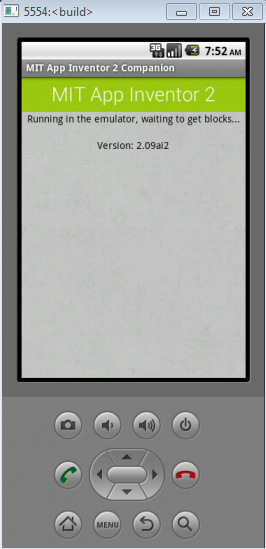 5554:<build>
3G 7:52 AM
MIT App Inventor 2 Companion
MIT App Inventor 2
Running in the emulator, waiting to get blocks...
Version: 2.09ai2
MENU